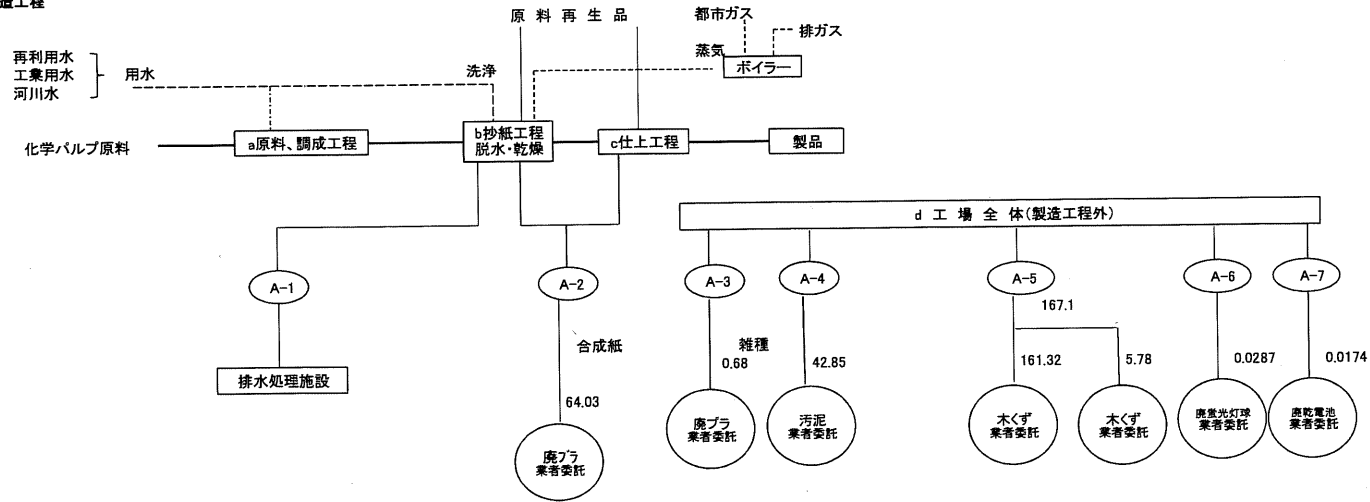 造工程
原料再生品
都市ガス
排ガス
蒸気
ボイラー
再利用水
工業用水
河川水
用水
洗浄
化学パルプ原料
a原料、調成工程
b抄紙工程
脱水・乾燥
c仕上工程
製品
d 工 場 全 体(製造工程外)
A-1
A-2
A-3
A-4
A-5
A-6
A-7
167.1
合成紙
雑種
0.68
42.85
161.32
5.78
0.0287
0.0174
排水処理施設
64.03
廃プラ
業者委託
廃プラ
業者委託
汚泥
業者委託
木くず
業者委託
木くず
業者委託
廃蛍光灯球
業者委託
廃乾電池
業者委託